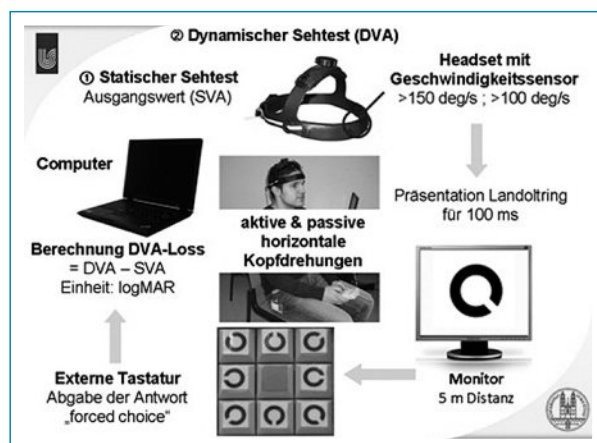 ② Dynamischer Sehtest (DVA)
① Statischer Sehtest
Ausgangswert (SVA)
Headset mit
Geschwindigkeitssensor
>150 deg/s ; >100 deg/s
Präsentation Landoltring
für 100 ms
Monitor
5 m Distanz
aktive & passive
horizontale
Kopfdrehungen
Externe Tastatur
Abgabe der Antwort
„forced choice“
Computer
Berechnung DVA-Loss
= DVA – SVA
Einheit: logMAR